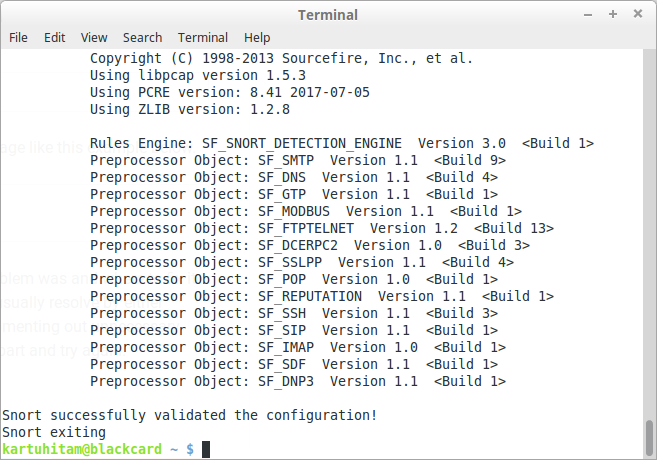 Terminal
File Edit View Search Terminal Help
Copyright (C) 1998-2013 Sourcefire, Inc., et al.
Using libpcap version 1.5.3
Using PCRE version: 8.41 2017-07-05
Using ZLIB version: 1.2.8
Rules Engine: SF_SNORT_DETECTION_ENGINE Version 3.0 <Build 1>
Preprocessor Object: SF_SMTP Version 1.1 <Build 9>
Preprocessor Object: SF_DNS Version 1.1 <Build 4>
Preprocessor Object: SF_GTP Version 1.1 <Build 1>
Preprocessor Object: SF_MODBUS Version 1.1 <Build 1>
Preprocessor Object: SF_FTPTELNET Version 1.2 <Build 13>
Preprocessor Object: SF_DCERPC2 Version 1.0 <Build 3>
Preprocessor Object: SF_SSLPP Version 1.1 <Build 4>
Preprocessor Object: SF_POP Version 1.0 <Build 1>
Preprocessor Object: SF_REPUTATION Version 1.1 <Build 1>
Preprocessor Object: SF_SSH Version 1.1 <Build 3>
Preprocessor Object: SF_SIP Version 1.1 <Build 1>
Preprocessor Object: SF_IMAP Version 1.0 <Build 1>
Preprocessor Object: SF_SDF Version 1.1 <Build 1>
Preprocessor Object: SF_DNP3 Version 1.1 <Build 1>
Snort successfully validated the configuration!
Snort exiting
kartuhitam@blackcard ~ $